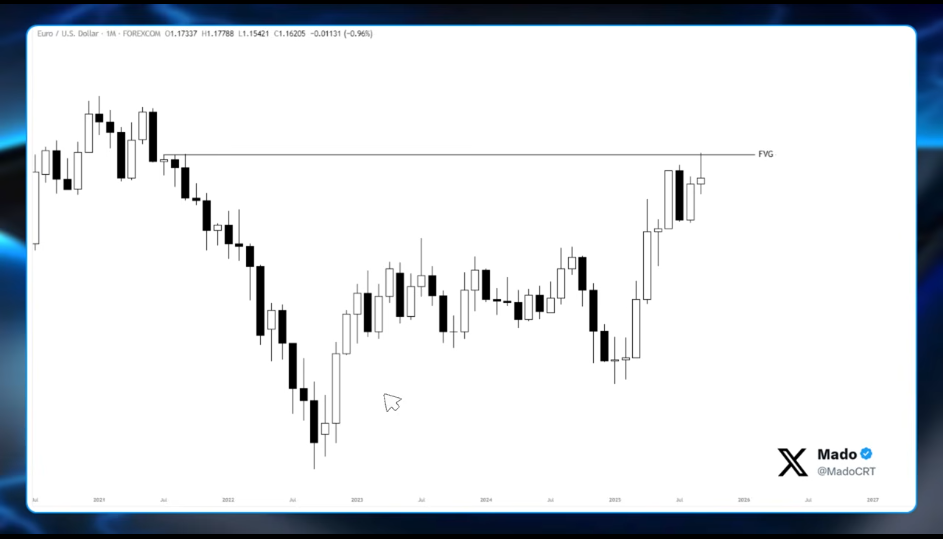 Euro / U.S. Dollar · 1M · FOREXCOM O1.17337 H1.17788 L1.15421 C1.16205 −0.01131 (−0.96%)
FVG
Mado
@MadoCRT
Jul 2021 Jul 2022 Jul 2023 Jul 2024 Jul 2025 Jul 2026 Jul 2027